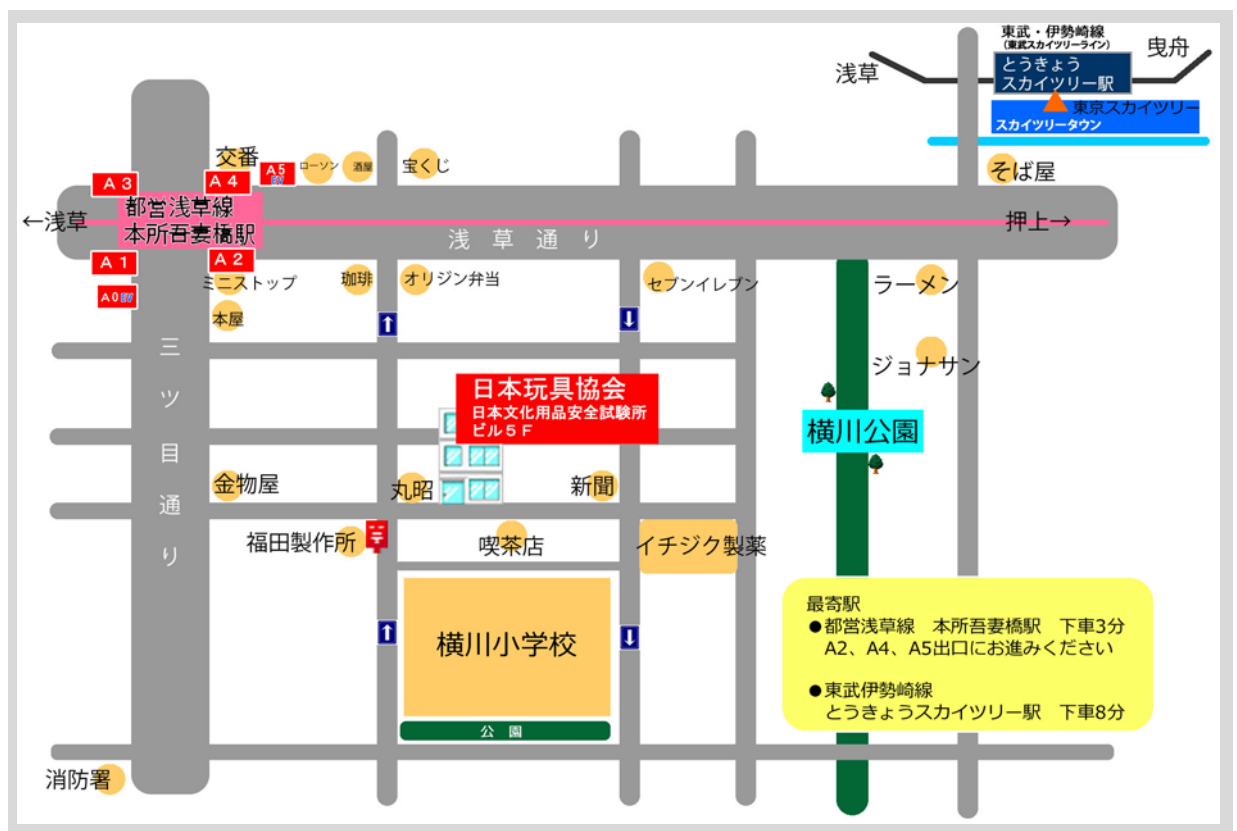 東武・伊勢崎線
(東武スカイツリーライン)
浅草
曳舟
とうきょう
スカイツリー駅
東京スカイツリー
スカイツリータウン
交番
A5
EV
ローソン
酒屋
宝くじ
そば屋
A3
A4
←浅草
都営浅草線
本所吾妻橋駅
浅草通り
押上→
A1
A2
A0 EV
ミニストップ
珈琲
オリジン弁当
セブンイレブン
ラーメン
本屋
三ツ目通り
ジョナサン
日本玩具協会
日本文化用品安全試験所
ビル5F
横川公園
金物屋
丸昭
新聞
福田製作所
喫茶店
イチジク製薬
横川小学校
公園
最寄駅
●都営浅草線 本所吾妻橋駅 下車3分
A2、A4、A5出口にお進みください
●東武伊勢崎線
とうきょうスカイツリー駅 下車8分
消防署